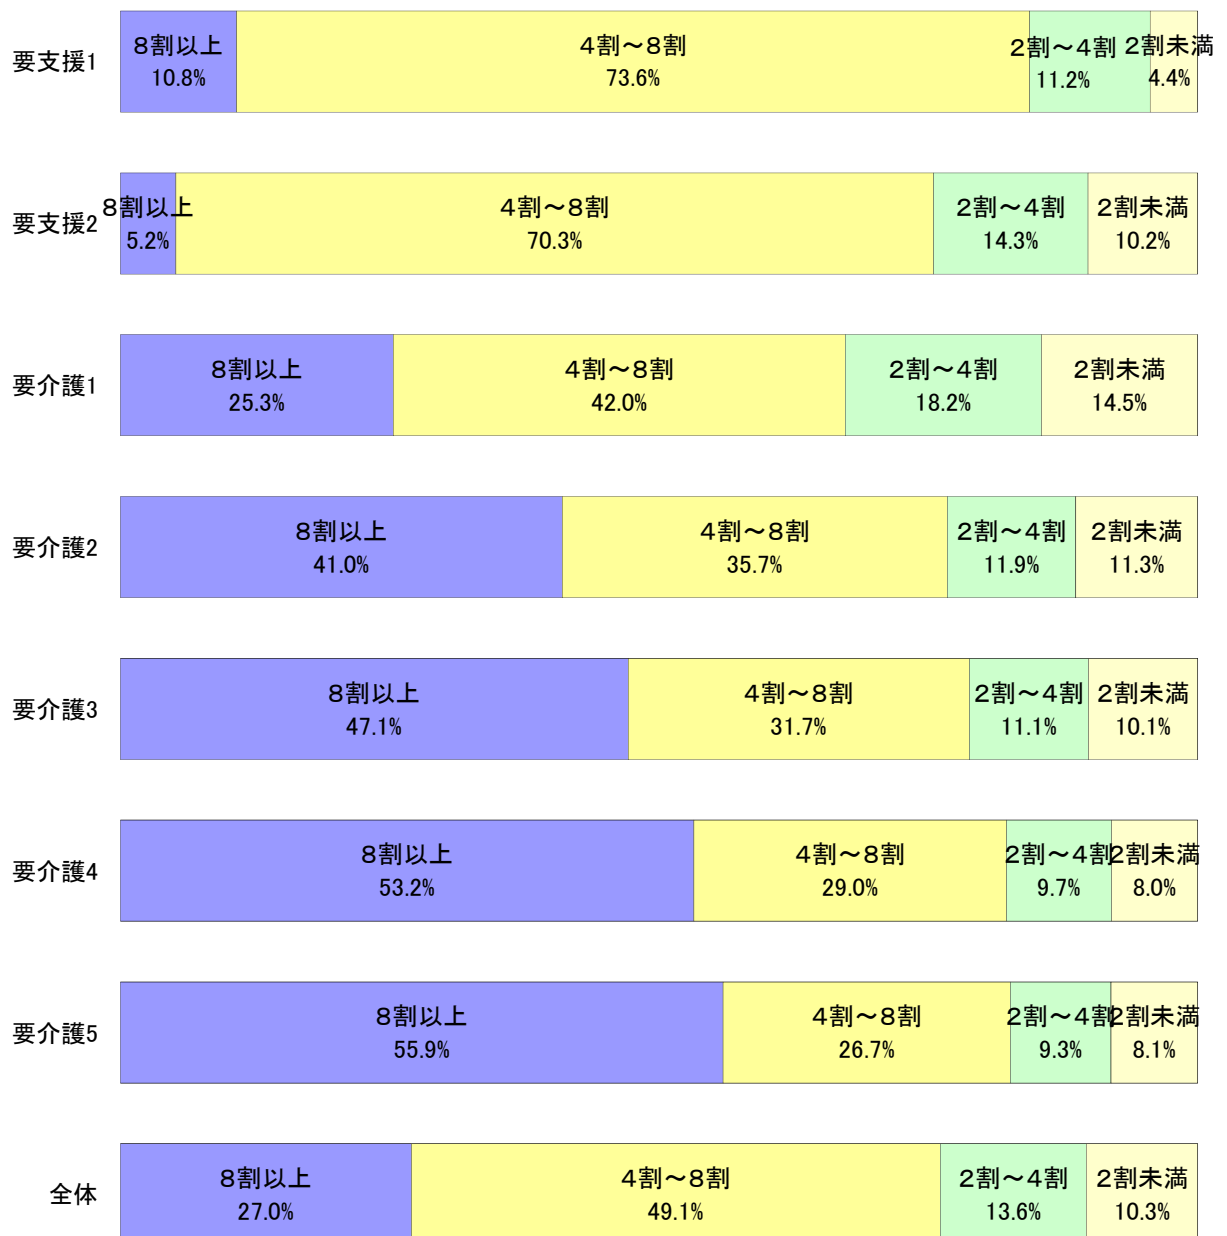 要支援1
8割以上
4割～8割
2割～4割
2割未満
10.8%
73.6%
11.2%
4.4%
要支援2
8割以上
4割～8割
2割～4割
2割未満
5.2%
70.3%
14.3%
10.2%
要介護1
8割以上
4割～8割
2割～4割
2割未満
25.3%
42.0%
18.2%
14.5%
要介護2
8割以上
4割～8割
2割～4割
2割未満
41.0%
35.7%
11.9%
11.3%
要介護3
8割以上
4割～8割
2割～4割
2割未満
47.1%
31.7%
11.1%
10.1%
要介護4
8割以上
4割～8割
2割～4割
2割未満
53.2%
29.0%
9.7%
8.0%
要介護5
8割以上
4割～8割
2割～4割
2割未満
55.9%
26.7%
9.3%
8.1%
全体
8割以上
4割～8割
2割～4割
2割未満
27.0%
49.1%
13.6%
10.3%